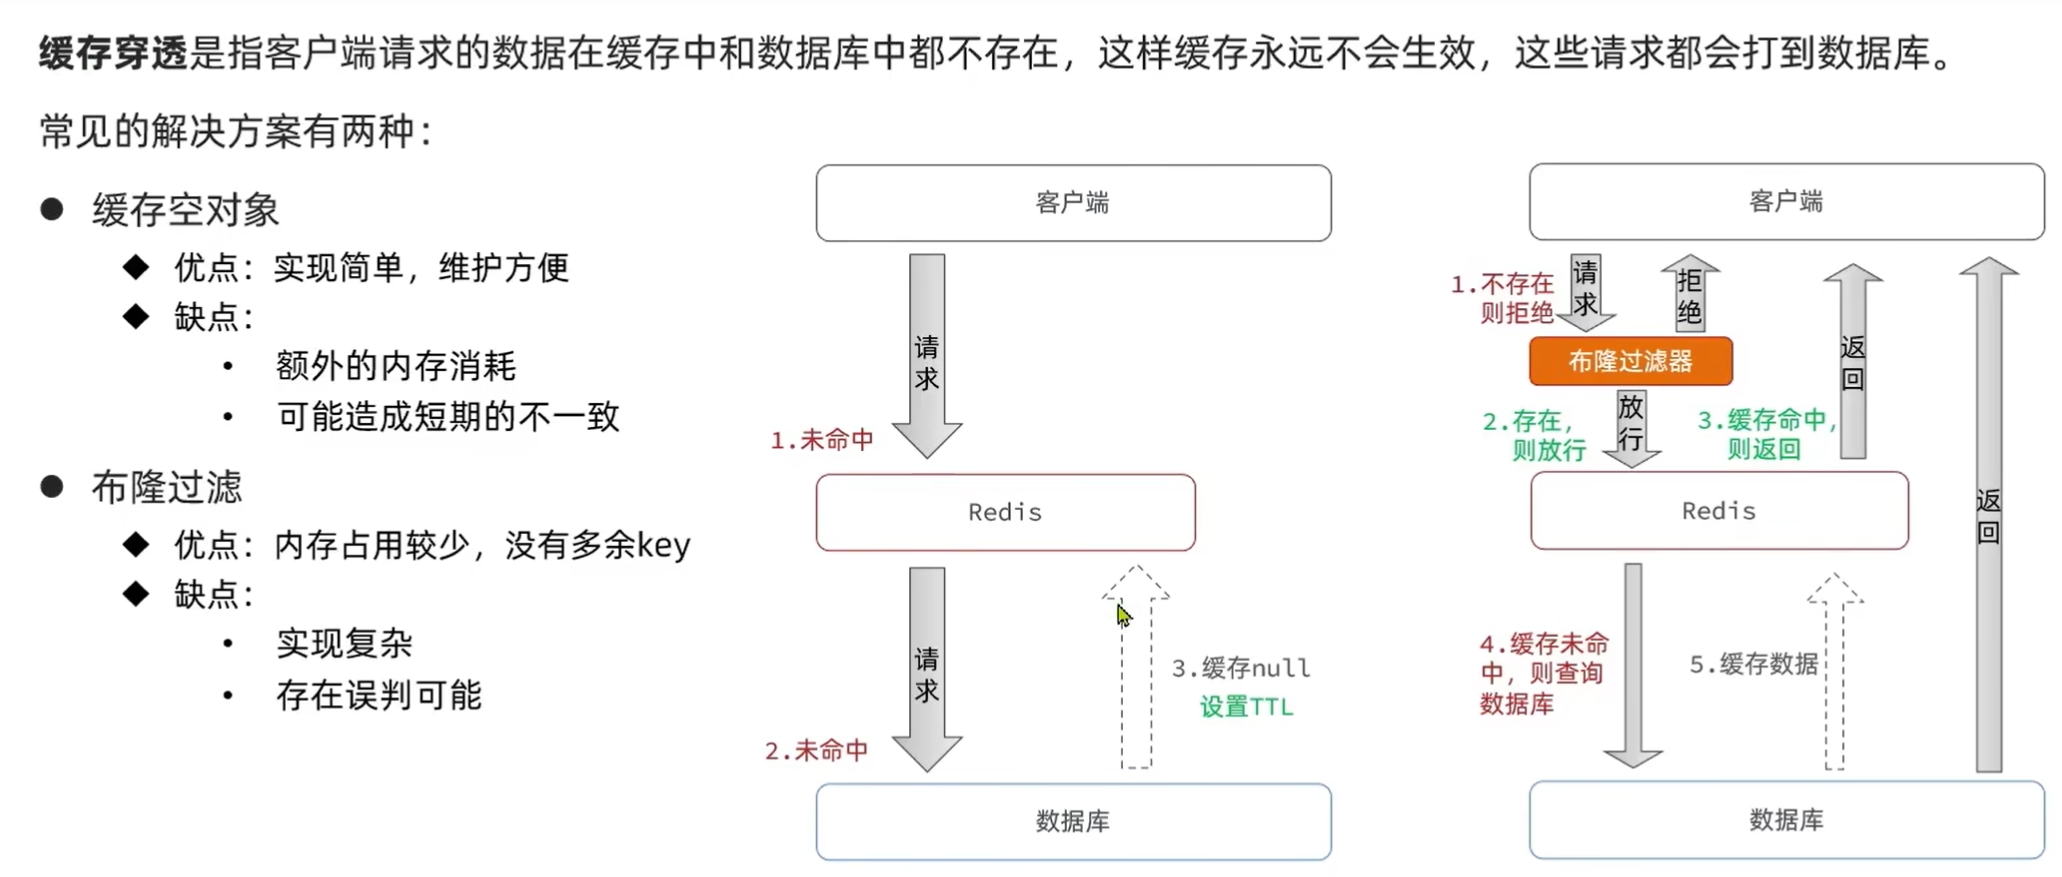 缓存穿透是指客户端请求的数据在缓存中和数据库中都不存在，这样缓存永远不会生效，这些请求都会打到数据库。
常见的解决方案有两种：
缓存空对象
优点：实现简单，维护方便
缺点：
额外的内存消耗
可能造成短期的不一致
布隆过滤
优点：内存占用较少，没有多余key
缺点：
实现复杂
存在误判可能
客户端
请
求
1.未命中
Redis
请
求
3.缓存null
设置TTL
2.未命中
数据库
客户端
1.不存在
则拒绝
请
求
拒
绝
布隆过滤器
2.存在，
则放行
放
行
3.缓存命中，
则返回
返
回
Redis
返
回
4.缓存未命
中，则查询
数据库
5.缓存数据
数据库